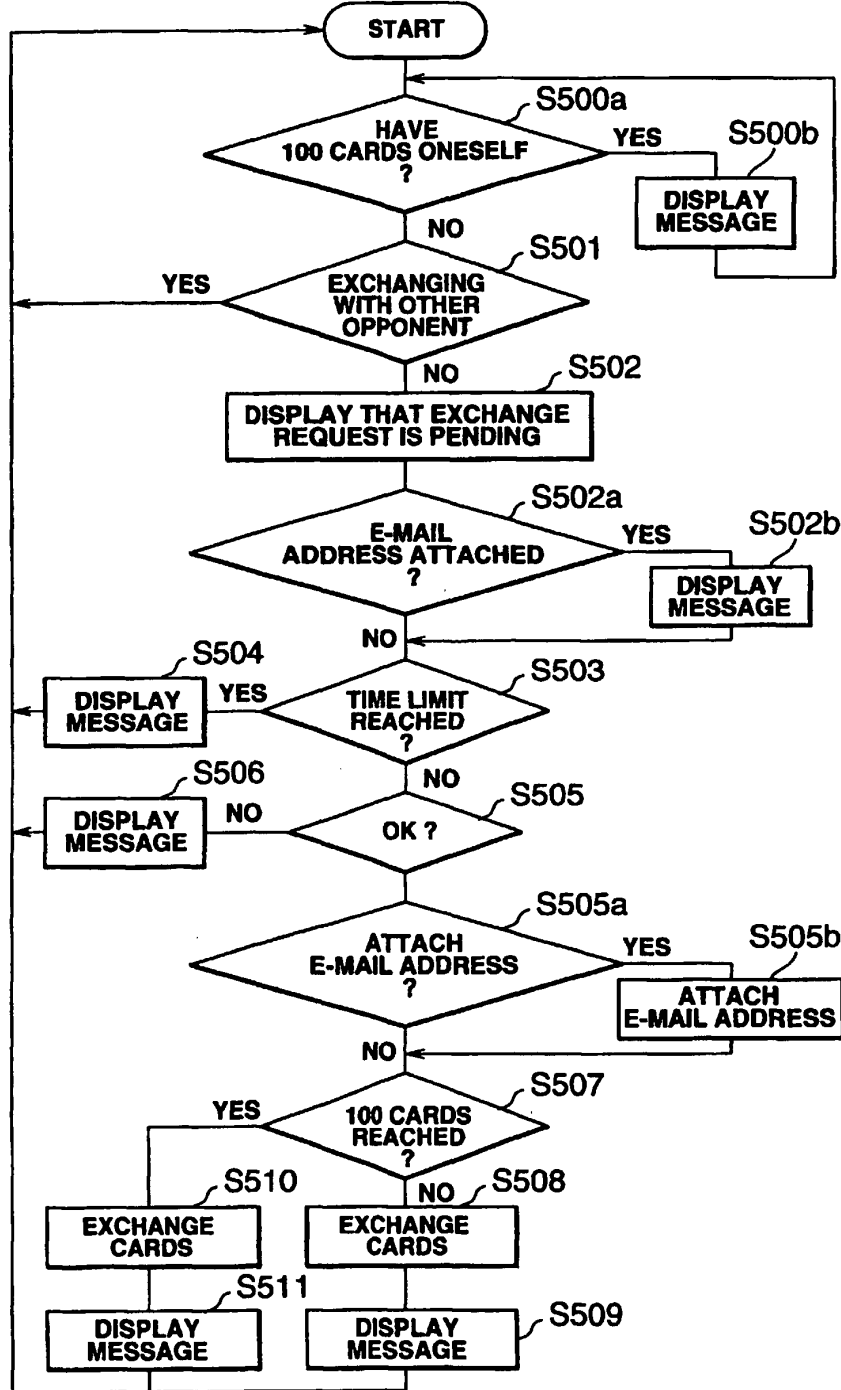 START
S500a
HAVE
100 CARDS ONESELF
?
YES
S500b
DISPLAY
MESSAGE
NO
S501
YES
EXCHANGING
WITH OTHER
OPPONENT
NO
S502
DISPLAY THAT EXCHANGE
REQUEST IS PENDING
S502a
E-MAIL
ADDRESS ATTACHED
?
YES
S502b
DISPLAY
MESSAGE
NO
S504
DISPLAY
MESSAGE
YES
S503
TIME LIMIT
REACHED
?
NO
S506
DISPLAY
MESSAGE
NO
S505
OK ?
S505a
ATTACH
E-MAIL ADDRESS
?
YES
S505b
ATTACH
E-MAIL ADDRESS
NO
S507
YES
100 CARDS
REACHED
?
S510
NO
S508
EXCHANGE
CARDS
EXCHANGE
CARDS
S511
DISPLAY
MESSAGE
DISPLAY
MESSAGE
S509